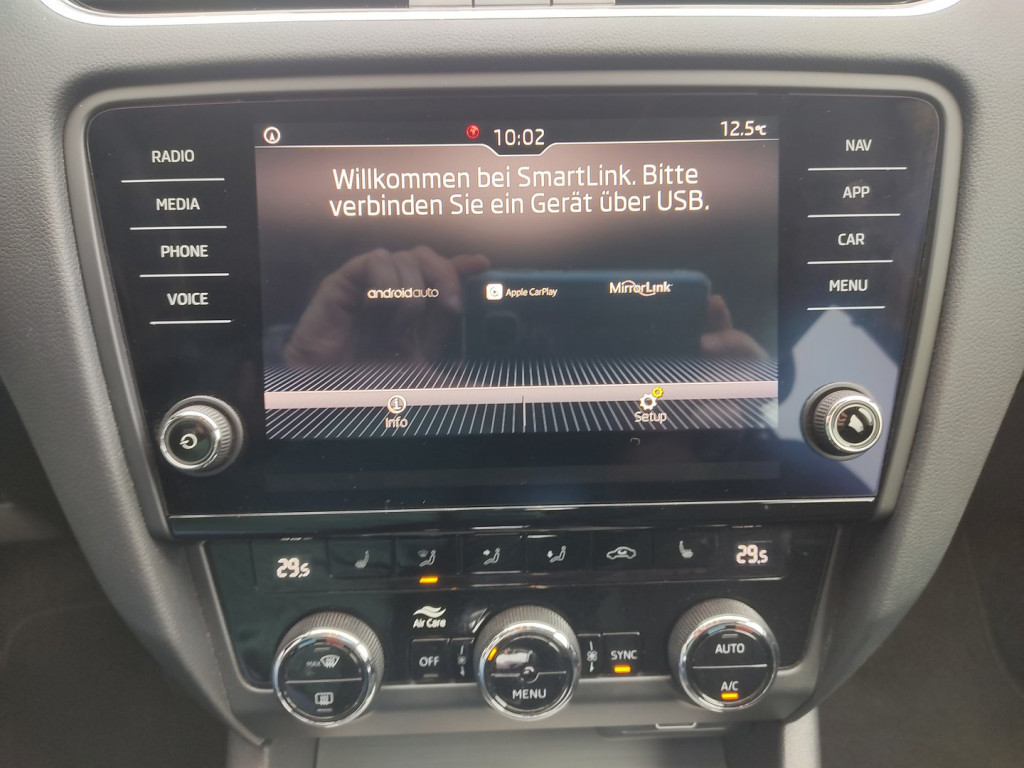 10:02
12.5°C
RADIO
MEDIA
PHONE
VOICE
Willkommen bei SmartLink. Bitte
verbinden Sie ein Gerät über USB.
androidauto
Apple CarPlay
MirrorLink
Info
Setup
NAV
APP
CAR
MENU
29.5
29.5
Air Care
MAX
OFF
MENU
SYNC
AUTO
A/C